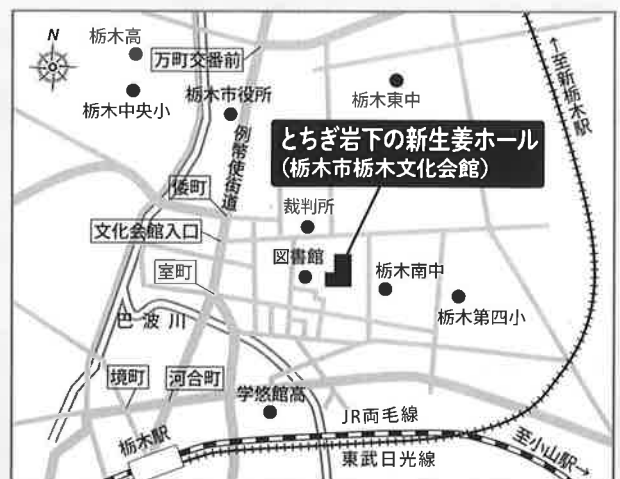 N
栃木高
万町交番前
栃木中央小
栃木市役所
栃木東中
↑至新栃木駅
例幣使街道
とちぎ岩下の新生姜ホール
(栃木市栃木文化会館)
倭町
裁判所
文化会館入口
図書館
室町
栃木南中
栃木第四小
巴波川
境町
河合町
学悠館高
JR両毛線
栃木駅
東武日光線
至小山駅→